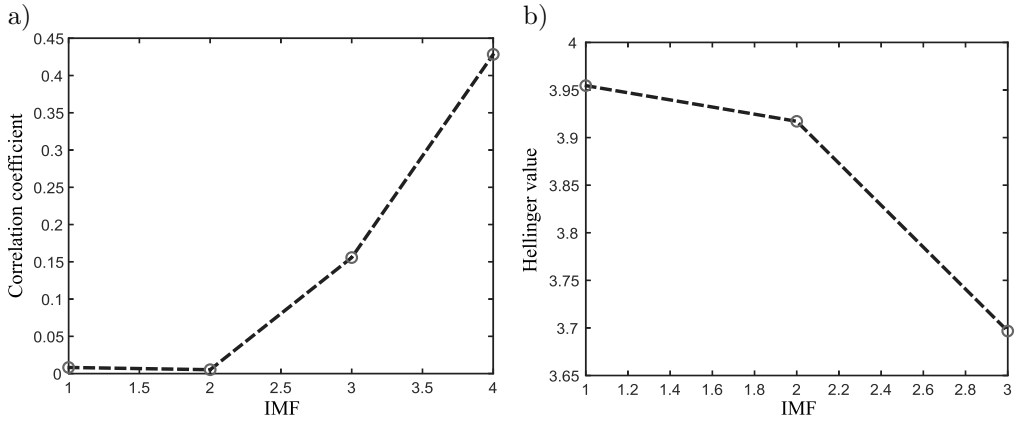 a)
Correlation coefficient
0.45
0.4
0.35
0.3
0.25
0.2
0.15
0.1
0.05
0
1 1.5 2 2.5 3 3.5 4
IMF
b)
Hellinger value
4
3.95
3.9
3.85
3.8
3.75
3.7
3.65
1 1.2 1.4 1.6 1.8 2 2.2 2.4 2.6 2.8 3
IMF